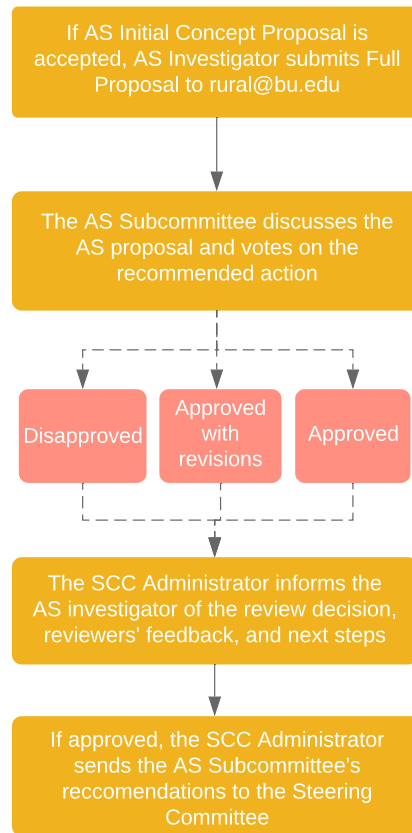 If AS Initial Concept Proposal is
accepted, AS Investigator submits Full
Proposal to rural@bu.edu
The AS Subcommittee discusses the
AS proposal and votes on the
recommended action
Disapproved
Approved
with
revisions
Approved
The SCC Administrator informs the
AS investigator of the review decision,
reviewers' feedback, and next steps
If approved, the SCC Administrator
sends the AS Subcommittee's
reccomendations to the Steering
Committee